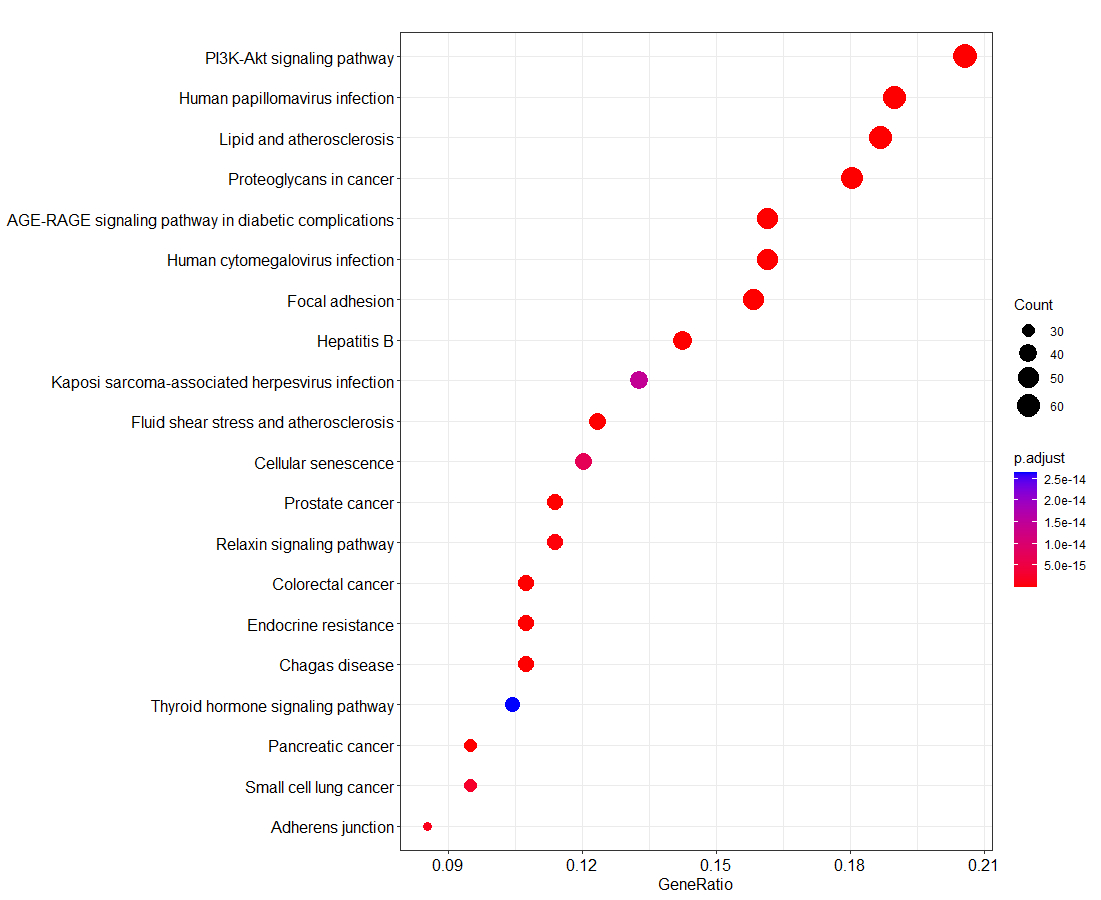 PI3K-Akt signaling pathway
Human papillomavirus infection
Lipid and atherosclerosis
Proteoglycans in cancer
AGE-RAGE signaling pathway in diabetic complications
Human cytomegalovirus infection
Focal adhesion
Hepatitis B
Kaposi sarcoma-associated herpesvirus infection
Fluid shear stress and atherosclerosis
Cellular senescence
Prostate cancer
Relaxin signaling pathway
Colorectal cancer
Endocrine resistance
Chagas disease
Thyroid hormone signaling pathway
Pancreatic cancer
Small cell lung cancer
Adherens junction
0.09 0.12 0.15 0.18 0.21
GeneRatio
Count
30
40
50
60
p.adjust
2.5e-14
2.0e-14
1.5e-14
1.0e-14
5.0e-15